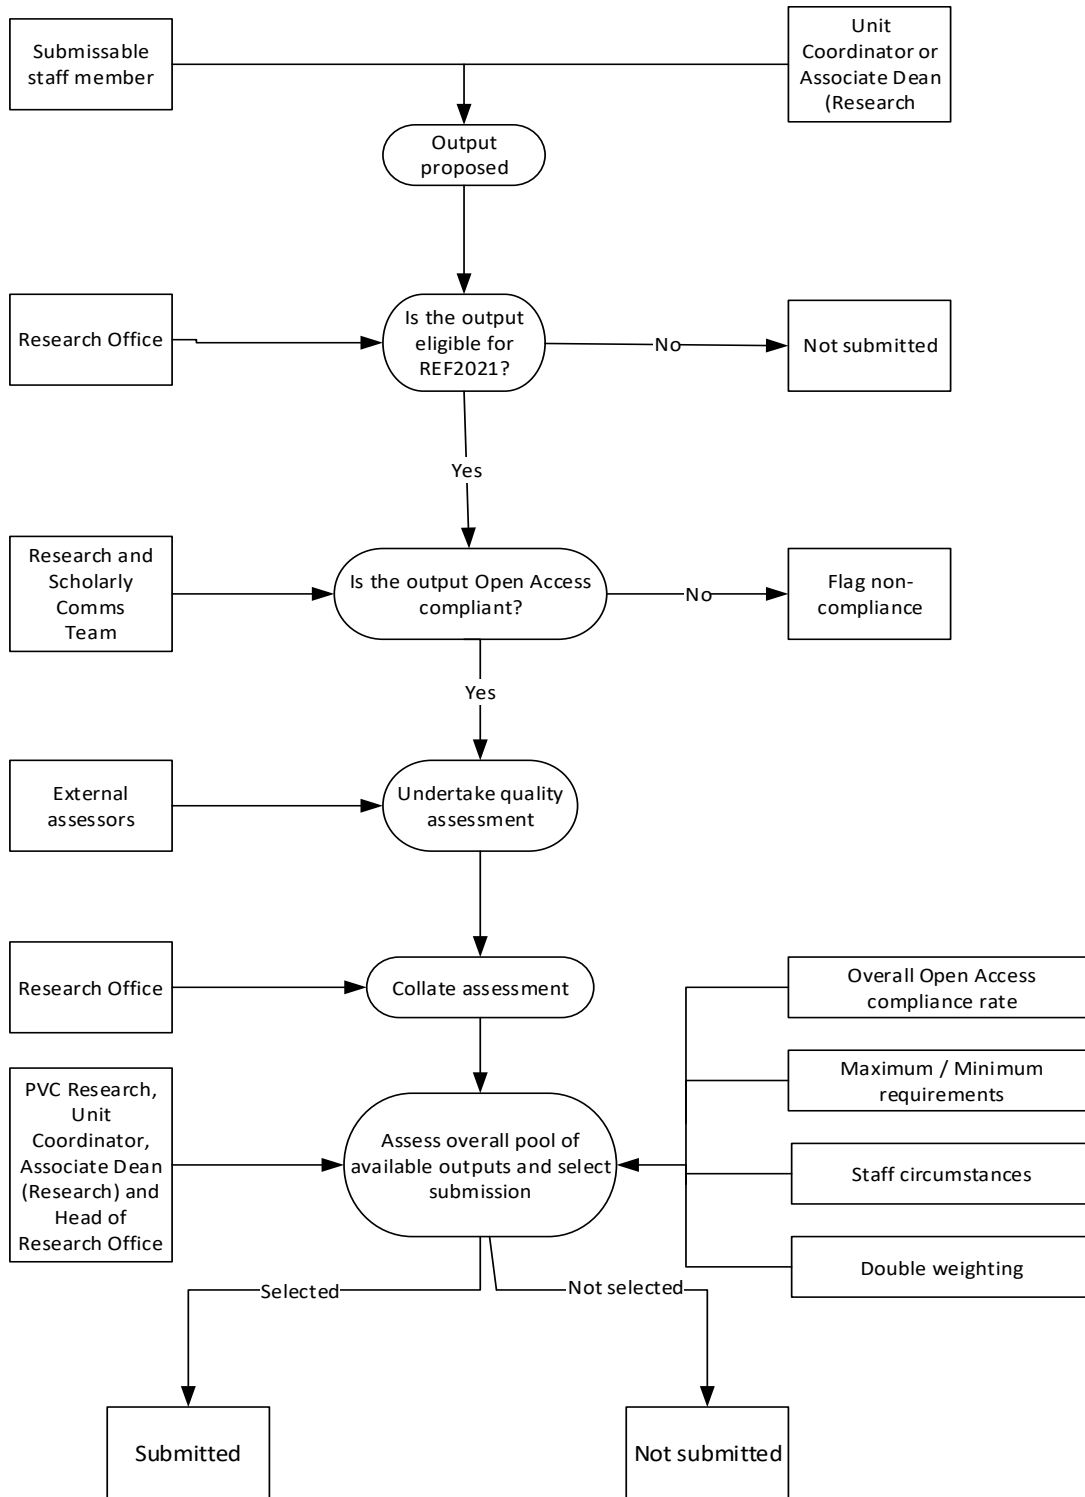 Submissable
staff member
Unit
Coordinator or
Associate Dean
(Research
Output
proposed
Research Office
Is the output
eligible for
REF2021?
No
Not submitted
Yes
Research and
Scholarly
Comms
Team
Is the output Open Access
compliant?
No
Flag non-
compliance
Yes
External
assessors
Undertake quality
assessment
Research Office
Collate assessment
Overall Open Access
compliance rate
Maximum / Minimum
requirements
PVC Research,
Unit
Coordinator,
Associate Dean
(Research) and
Head of
Research Office
Assess overall pool of
available outputs and select
submission
Staff circumstances
Double weighting
Selected
Not selected
Submitted
Not submitted